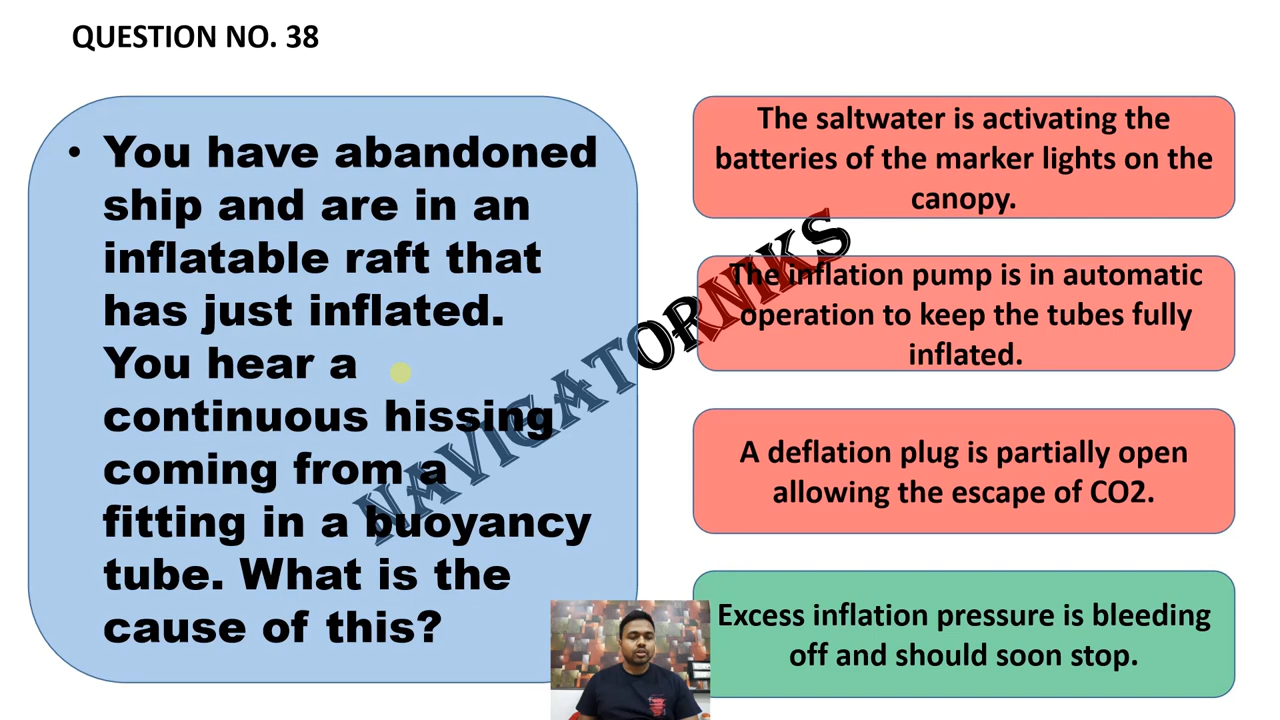 QUESTION NO. 38
• You have abandoned
ship and are in an
inflatable raft that
has just inflated.
You hear a
continuous hissing
coming from a
fitting in a buoyancy
tube. What is the
cause of this?
The saltwater is activating the
batteries of the marker lights on the
canopy.
The inflation pump is in automatic
operation to keep the tubes fully
inflated.
A deflation plug is partially open
allowing the escape of CO2.
Excess inflation pressure is bleeding
off and should soon stop.
NAVIGATORNIKS